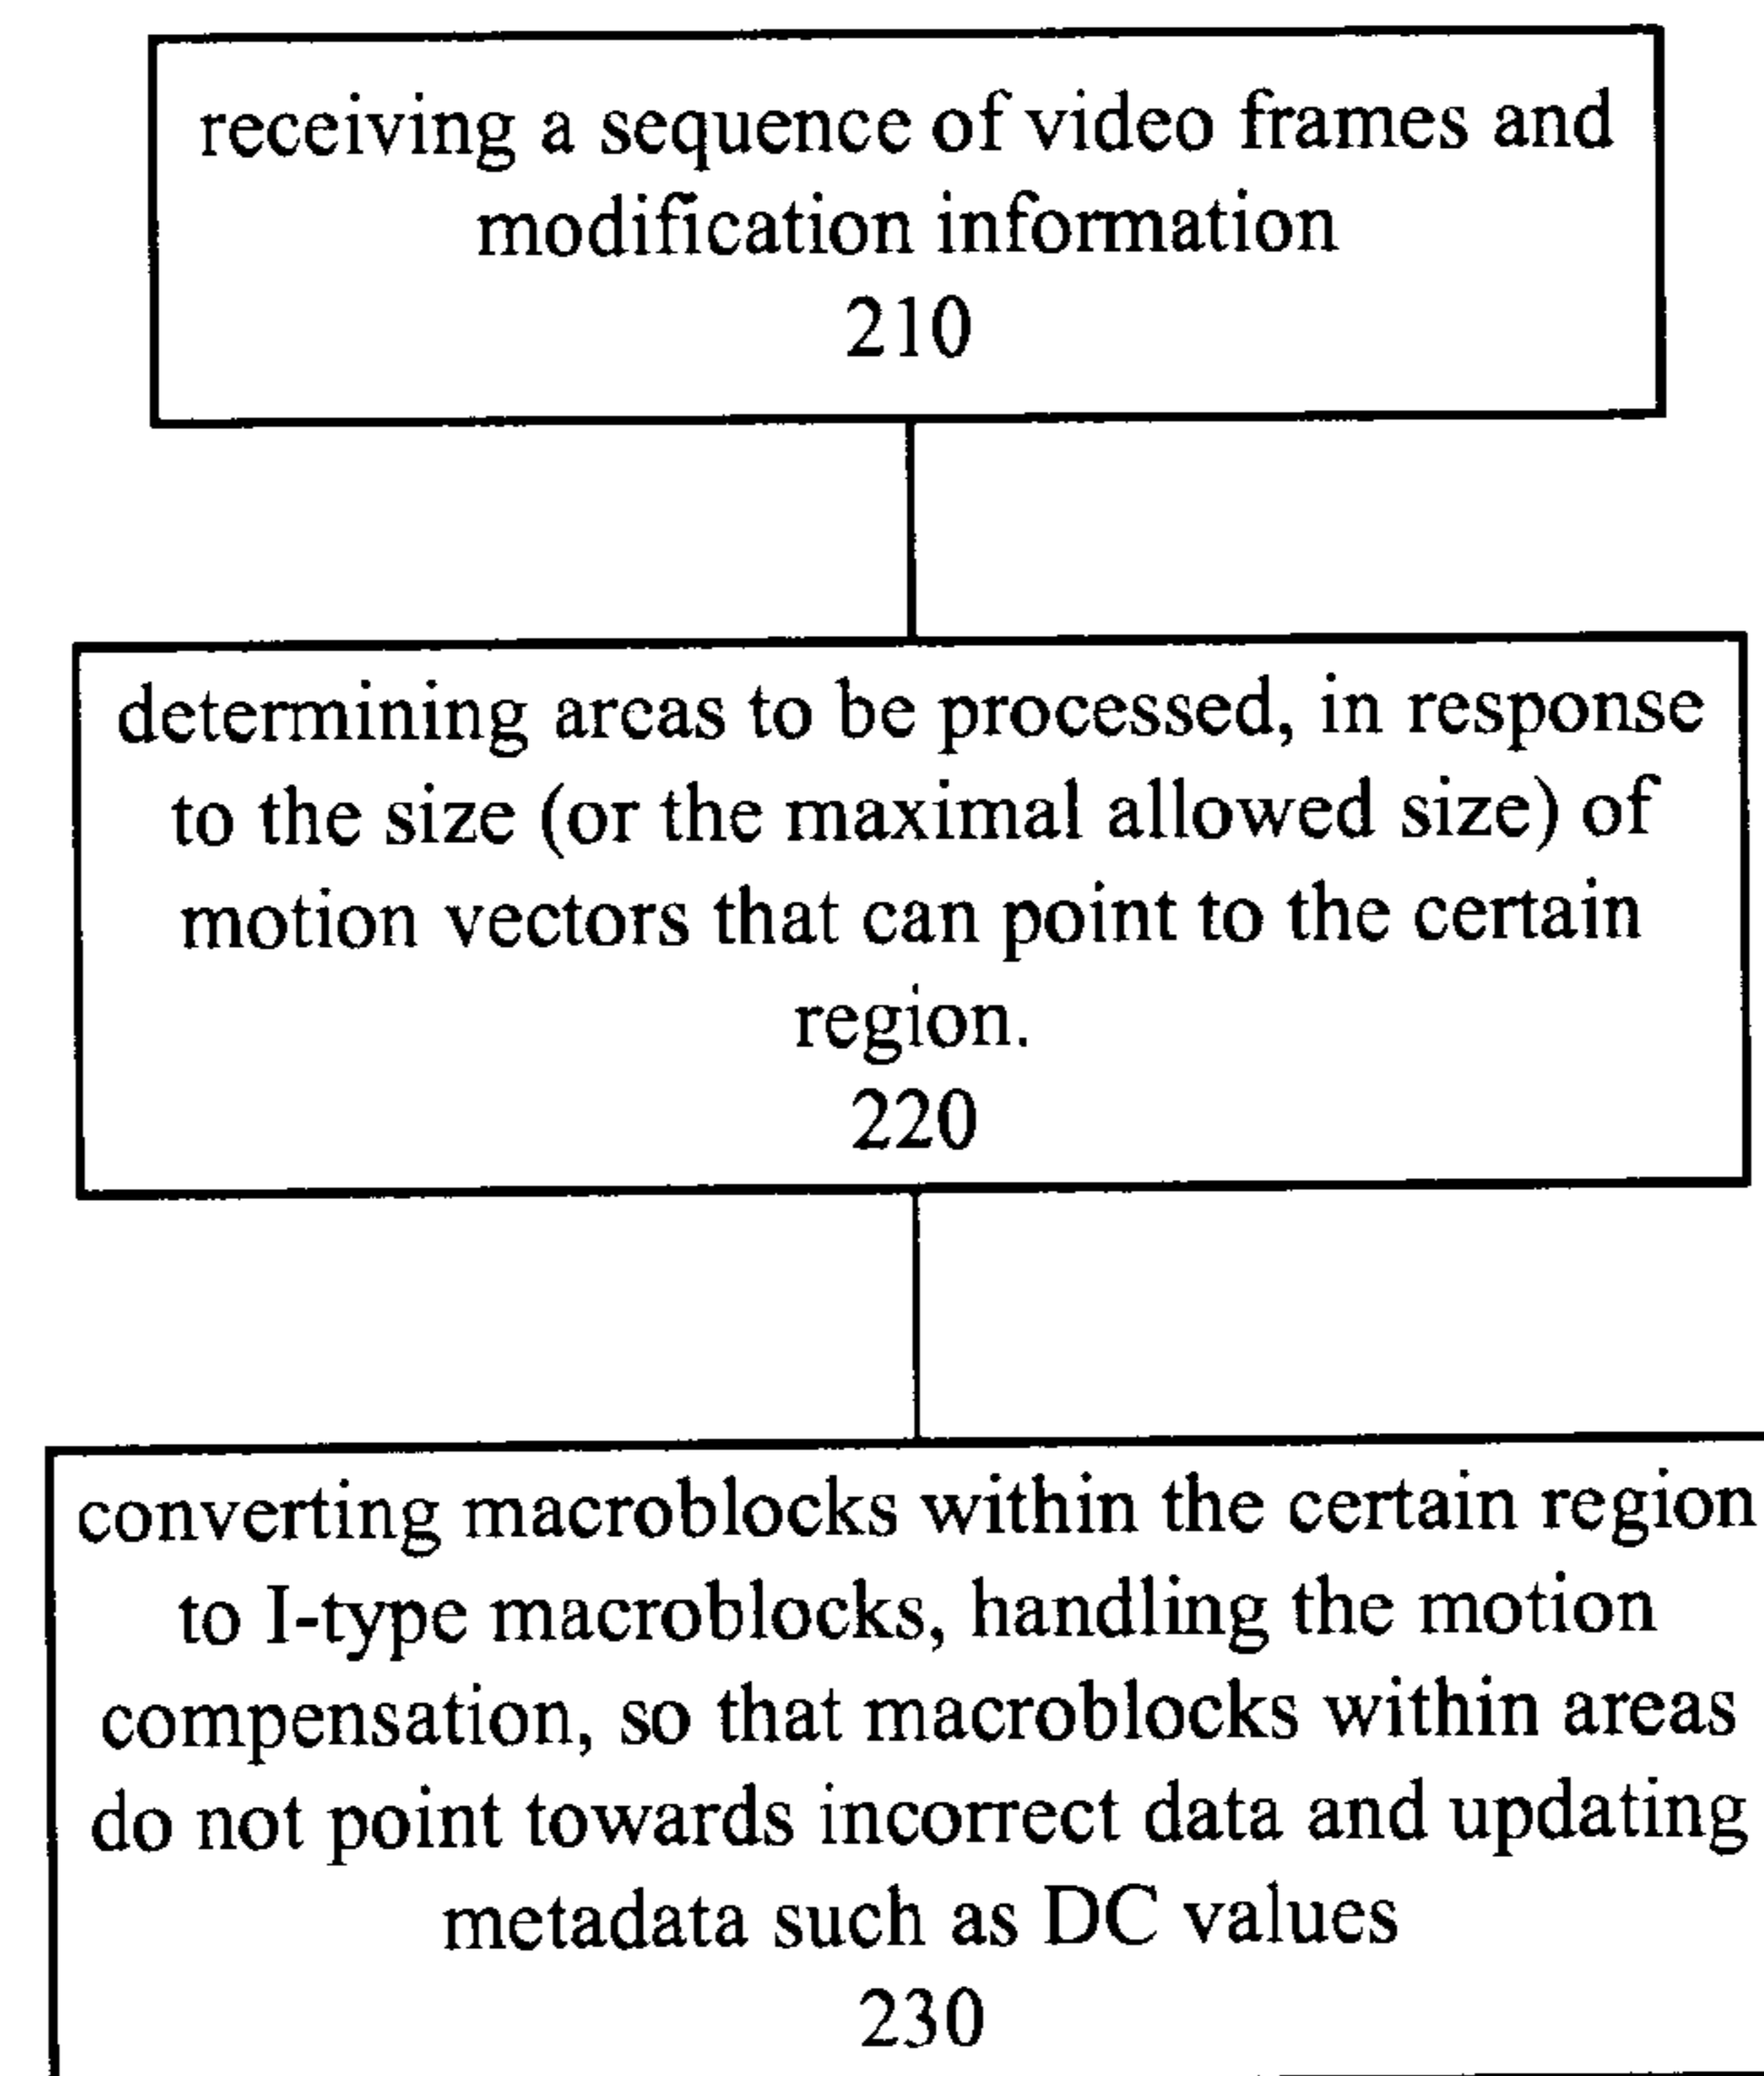 receiving a sequence of video frames and
modification information
210
determining areas to be processed, in response
to the size (or the maximal allowed size) of
motion vectors that can point to the certain
region.
220
converting macroblocks within the certain region
to I-type macroblocks, handling the motion
compensation, so that macroblocks within areas
do not point towards incorrect data and updating
metadata such as DC values
230